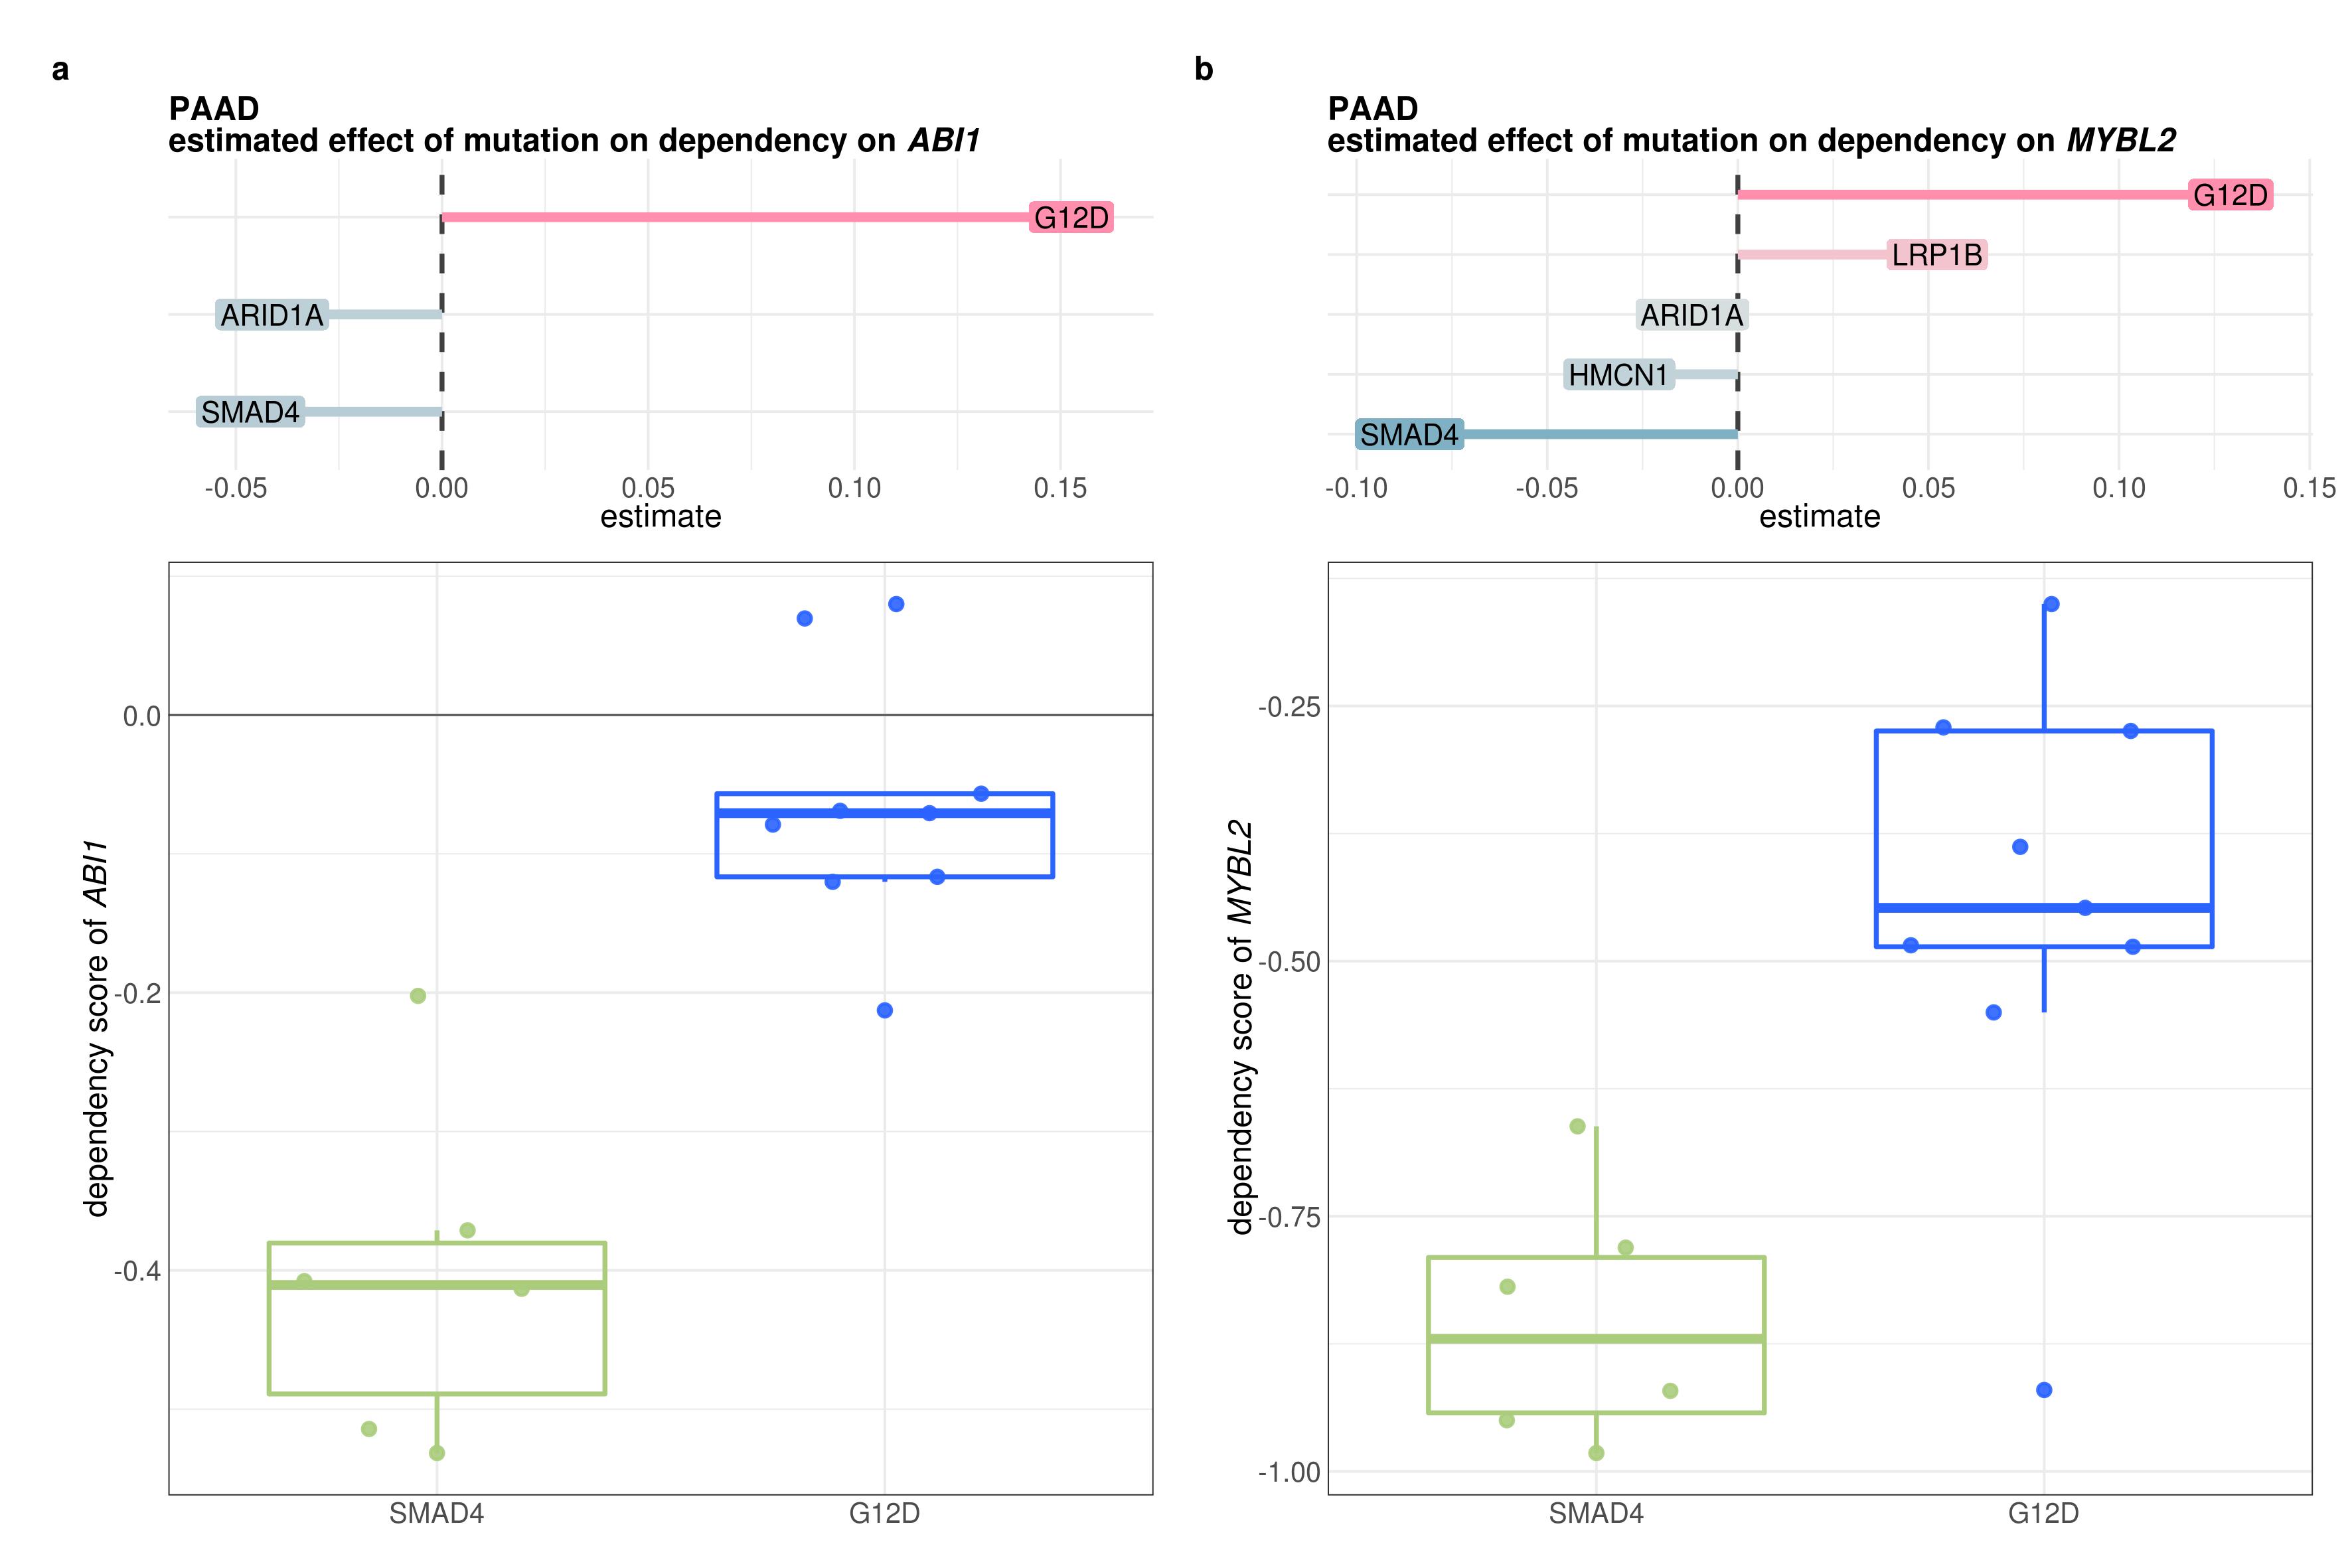 a
PAAD
estimated effect of mutation on dependency on ABI1
G12D
ARID1A
SMAD4
-0.05 0.00 0.05 0.10 0.15
estimate
dependency score of ABI1
0.0
-0.2
-0.4
SMAD4 G12D
b
PAAD
estimated effect of mutation on dependency on MYBL2
G12D
LRP1B
ARID1A
HMCN1
SMAD4
-0.10 -0.05 0.00 0.05 0.10 0.15
estimate
dependency score of MYBL2
-0.25
-0.50
-0.75
-1.00
SMAD4 G12D